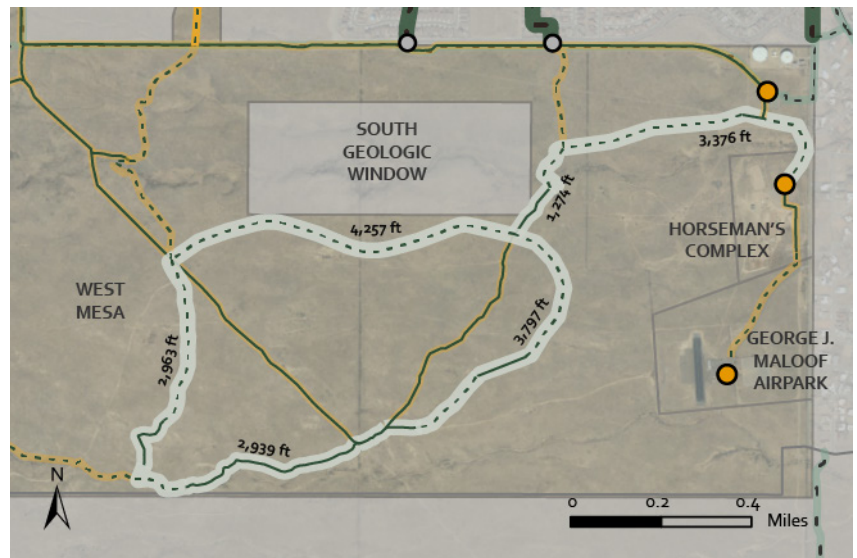 SOUTH
GEOLOGIC
WINDOW
3,376 ft
1,274 ft
4,257 ft
HORSEMAN'S
COMPLEX
WEST
MESA
3,797 ft
2,963 ft
GEORGE J.
MALOOF
AIRPARK
2,939 ft
N
0 0.2 0.4
Miles